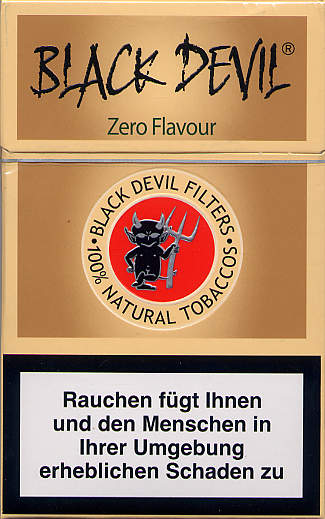 BLACK DEVIL®
Zero Flavour
BLACK DEVIL FILTERS •
100% NATURAL TOBACCOS •
Rauchen fügt Ihnen
und den Menschen in
Ihrer Umgebung
erheblichen Schaden zu